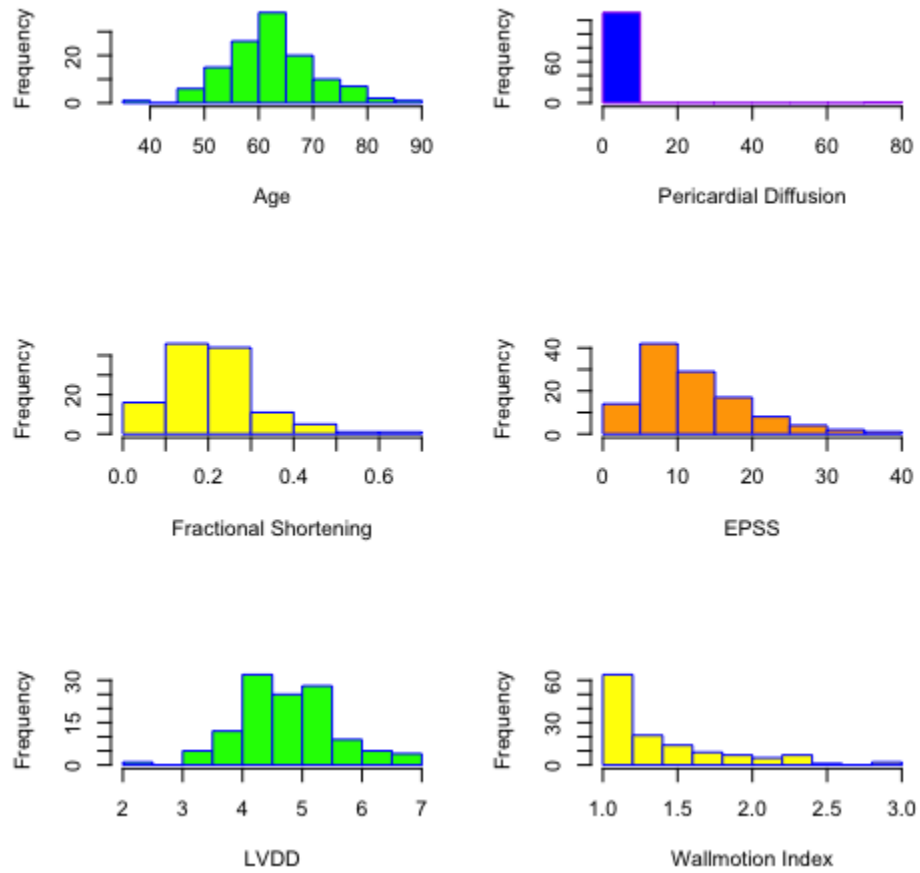 Frequency
20
0
40 50 60 70 80 90
Age
Frequency
60
0
0 20 40 60 80
Pericardial Diffusion
Frequency
20
0
0.0 0.2 0.4 0.6
Fractional Shortening
Frequency
40
20
0
0 10 20 30 40
EPSS
Frequency
30
15
0
2 3 4 5 6 7
LVDD
Frequency
60
30
0
1.0 1.5 2.0 2.5 3.0
Wallmotion Index